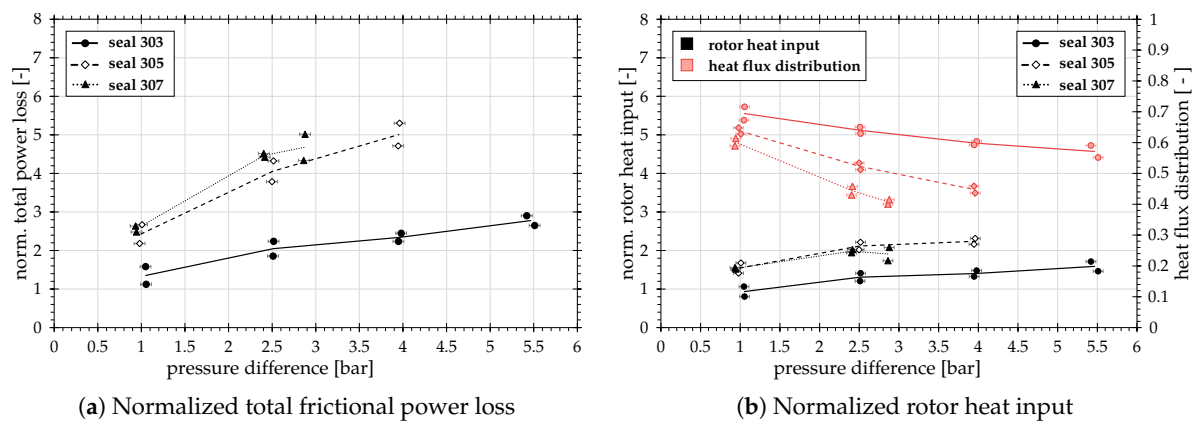 8
7
6
5
4
3
2
1
0
norm. total power loss [-]
seal 303
seal 305
seal 307
0 0.5 1 1.5 2 2.5 3 3.5 4 4.5 5 5.5 6
pressure difference [bar]
(a) Normalized total frictional power loss
8
7
6
5
4
3
2
1
0
norm. rotor heat input [-]
rotor heat input
heat flux distribution
seal 303
seal 305
seal 307
1
0.9
0.8
0.7
0.6
0.5
0.4
0.3
0.2
0.1
0
heat flux distribution [ - ]
0 0.5 1 1.5 2 2.5 3 3.5 4 4.5 5 5.5 6
pressure difference [bar]
(b) Normalized rotor heat input